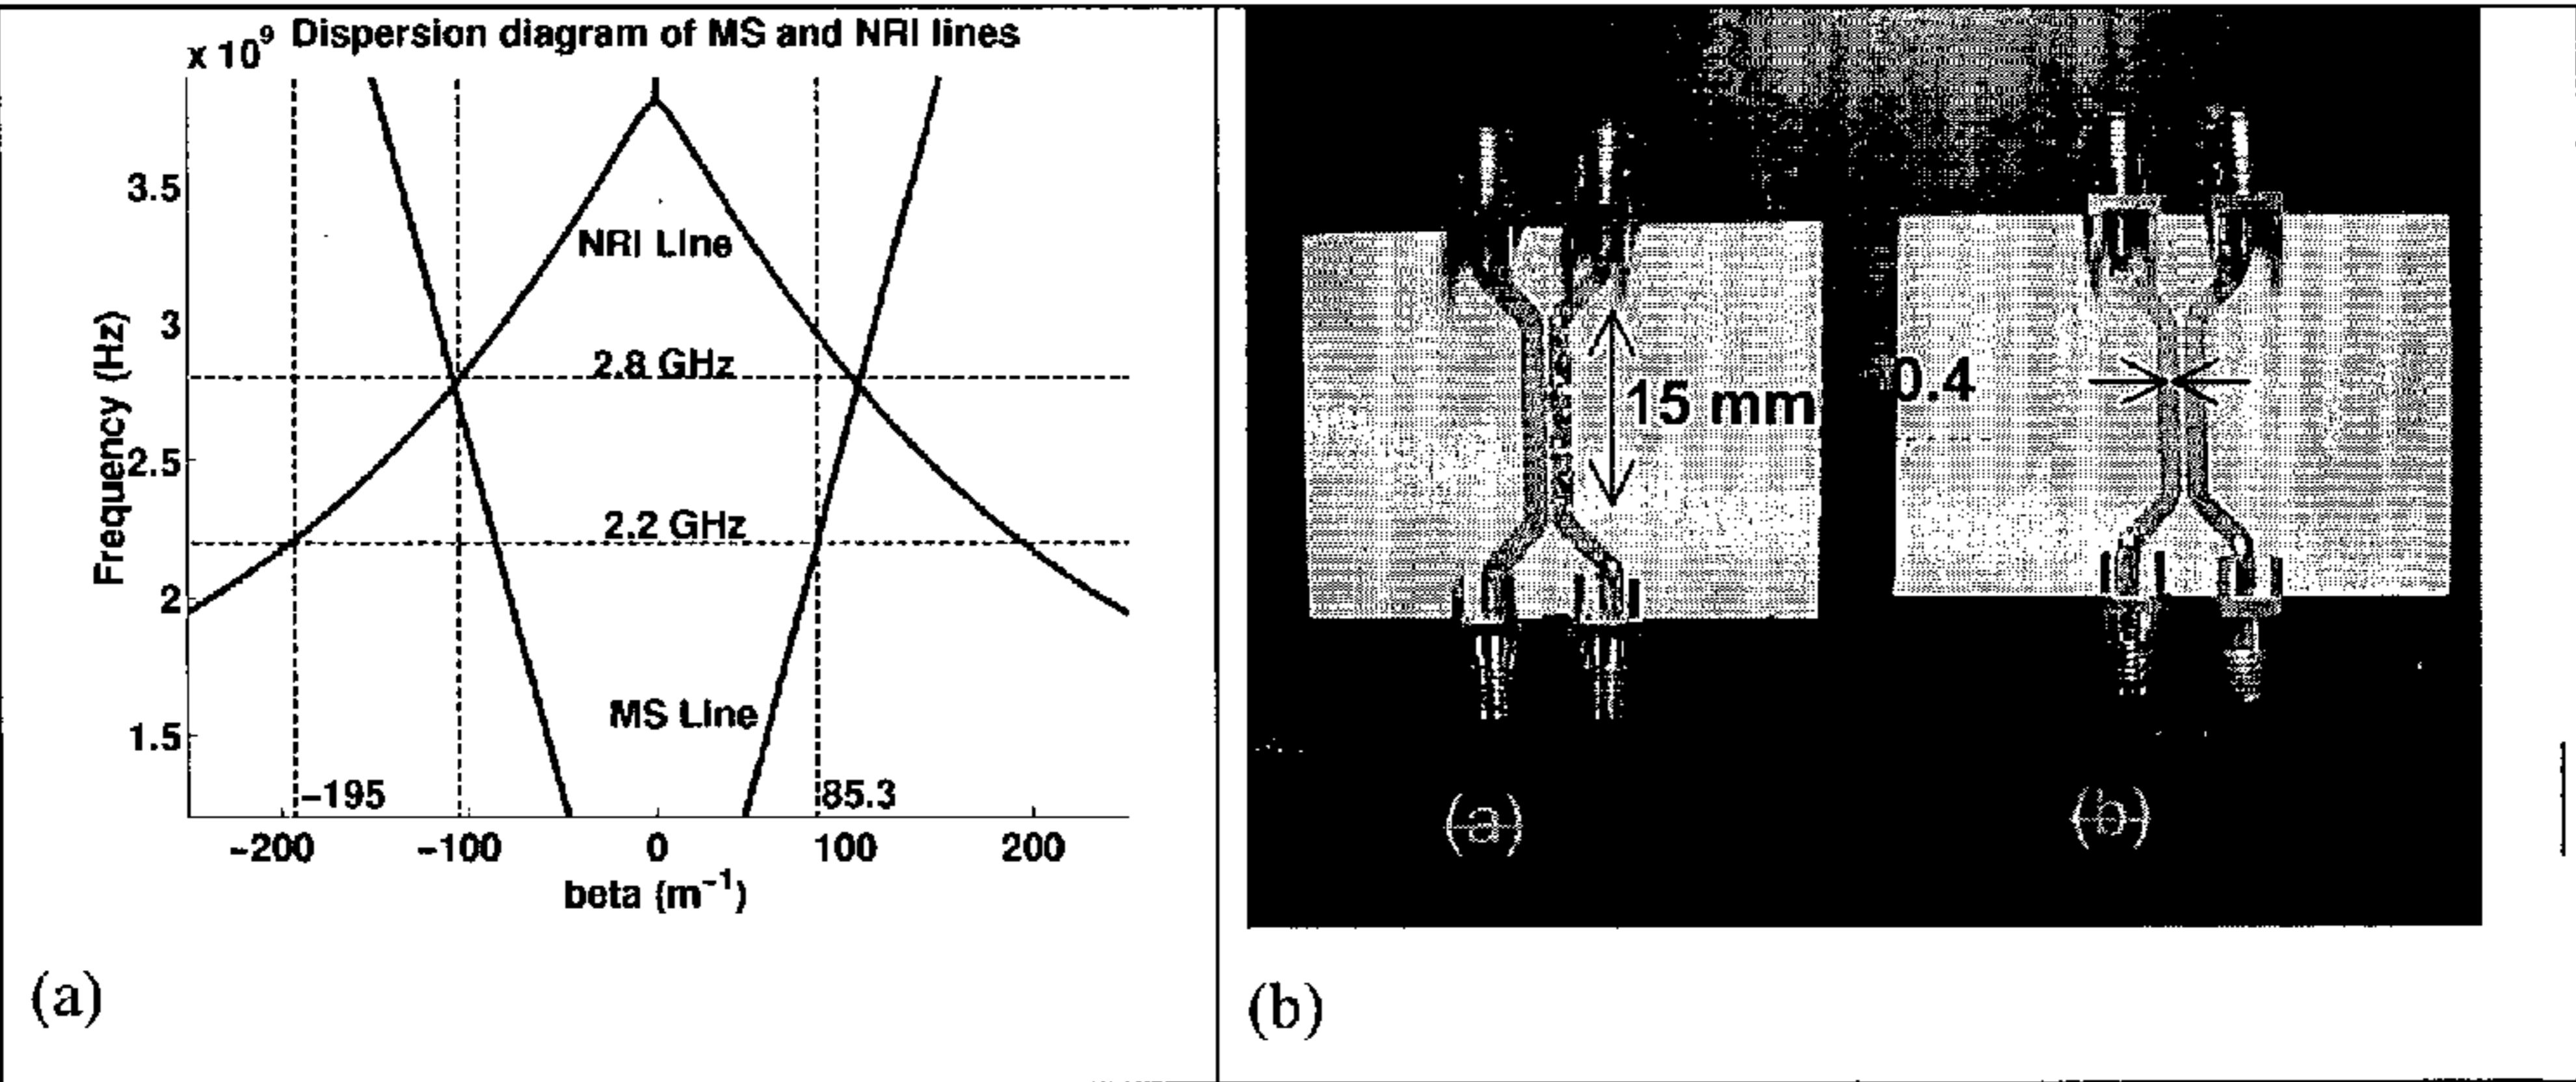 x 10⁹ Dispersion diagram of MS and NRI lines
3.5
3
2.5
2
1.5
Frequency (Hz)
NRI Line
2.8 GHz
2.2 GHz
MS Line
−195
85.3
−200
−100
0
100
200
beta (m⁻¹)
(a)
15 mm
0.4
(a)
(b)
(b)